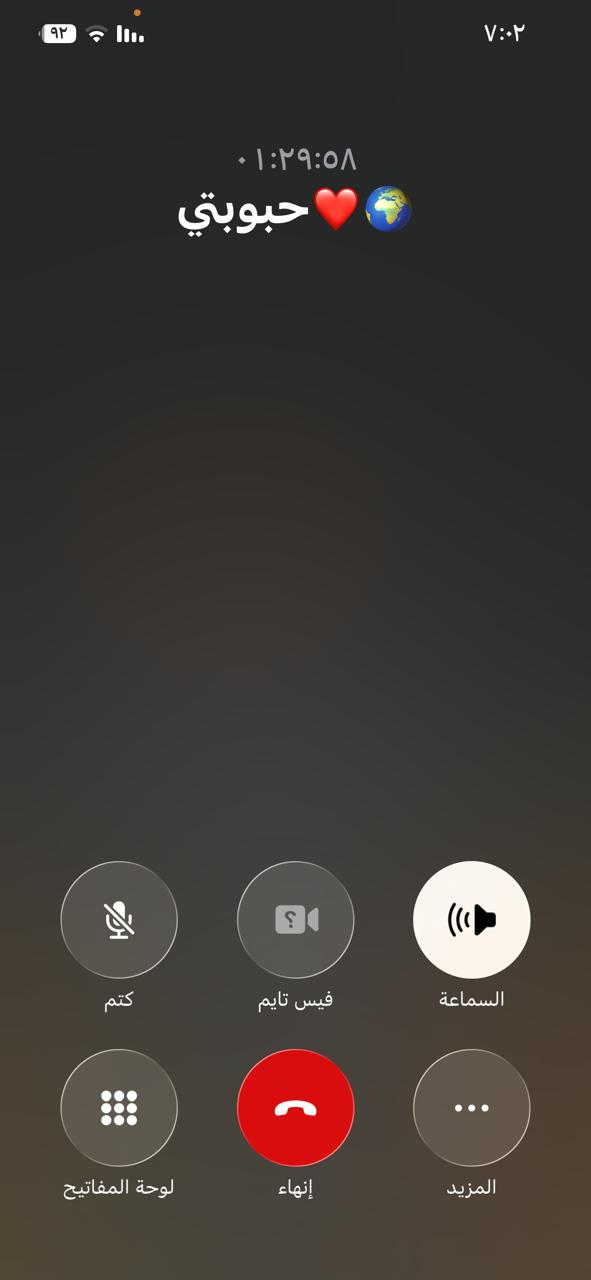 ٧:٠٢
٩٢
٠١:٢٩:٥٨
🌍❤️حبوبتي
السماعة
فيس تايم
كتم
المزيد
إنهاء
لوحة المفاتيح